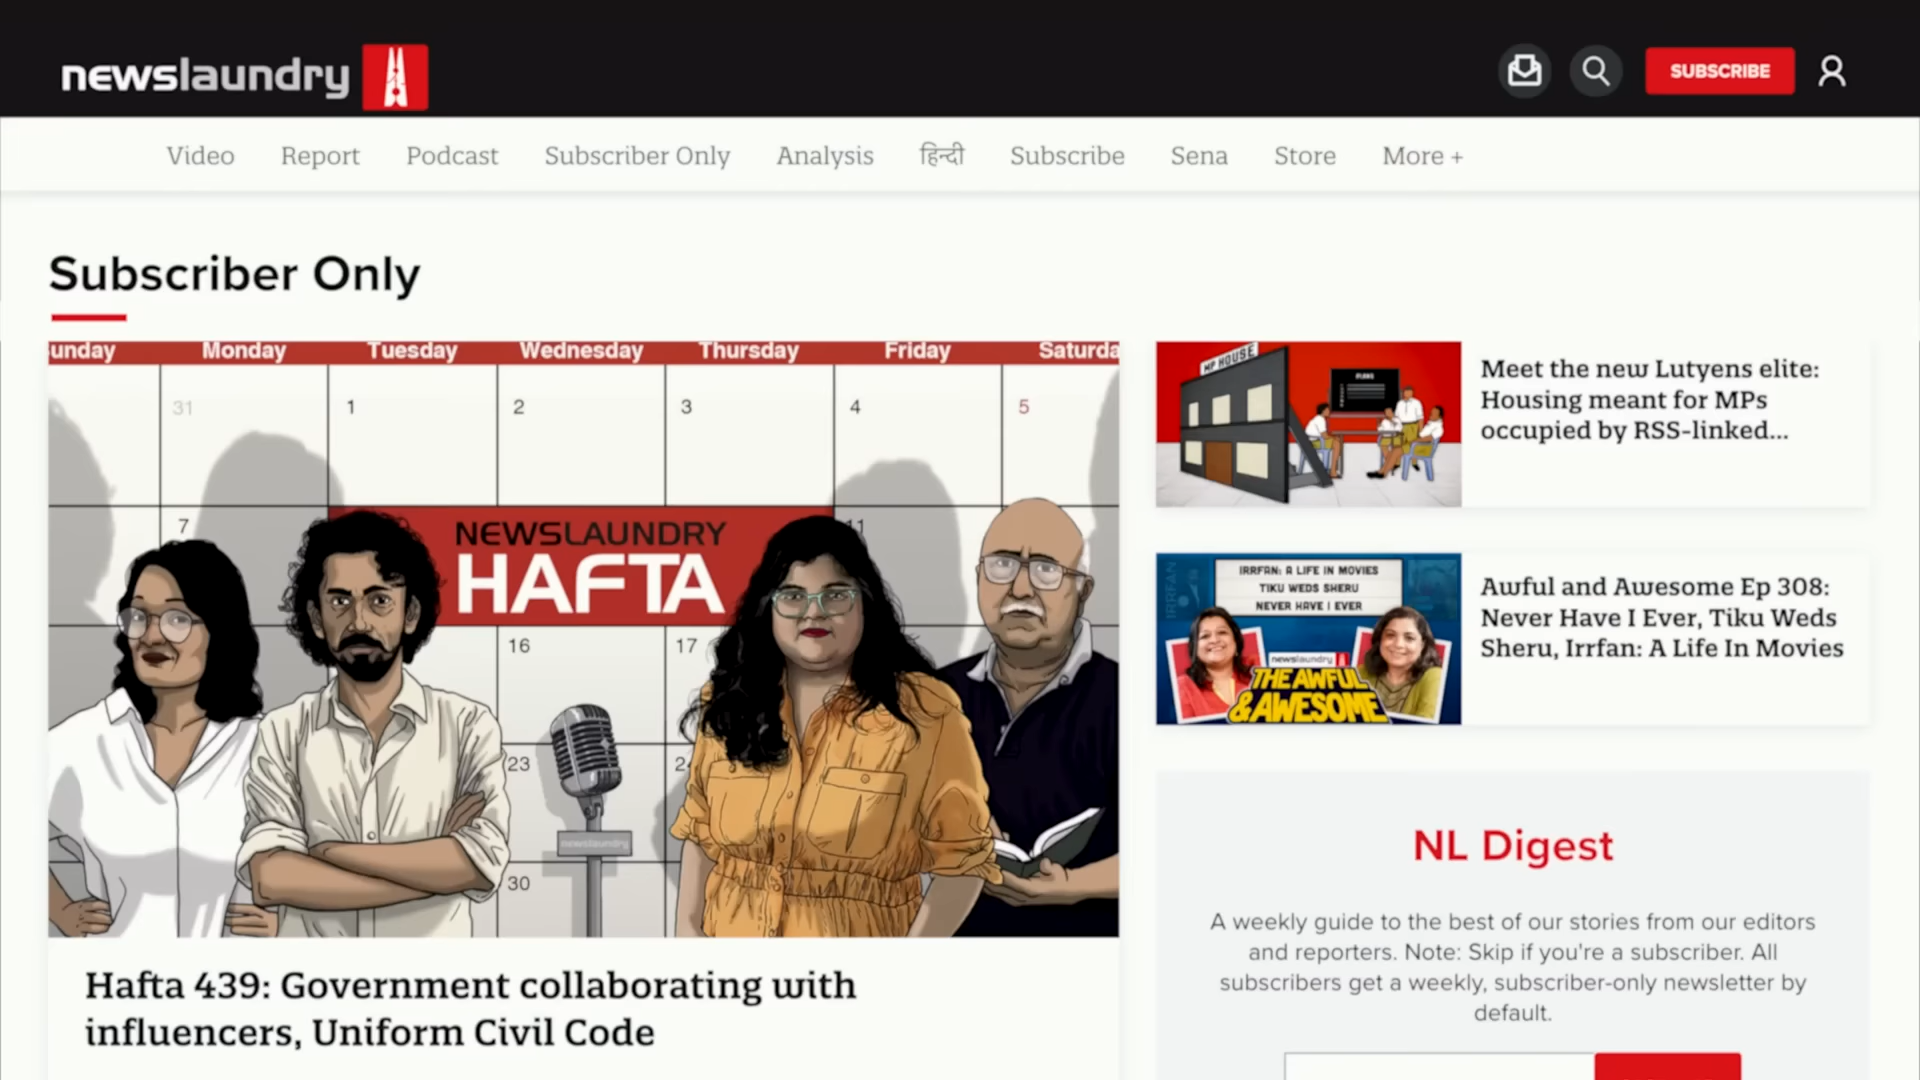 newslaundry
SUBSCRIBE
Video Report Podcast Subscriber Only Analysis हिन्दी Subscribe Sena Store More +
Subscriber Only
unday Monday Tuesday Wednesday Thursday Friday Saturda
31 1 2 3 4 5
7 11
NEWSLAUNDRY
HAFTA
16 17
23 2
30
newslaundry
Hafta 439: Government collaborating with
influencers, Uniform Civil Code
MP HOUSE
Meet the new Lutyens elite:
Housing meant for MPs
occupied by RSS-linked...
IRRFAN
IRRFAN: A LIFE IN MOVIES
TIKU WEDS SHERU
NEVER HAVE I EVER
newslaundry
THE AWFUL
& AWESOME
Awful and Awesome Ep 308:
Never Have I Ever, Tiku Weds
Sheru, Irrfan: A Life In Movies
NL Digest
A weekly guide to the best of our stories from our editors
and reporters. Note: Skip if you're a subscriber. All
subscribers get a weekly, subscriber-only newsletter by
default.